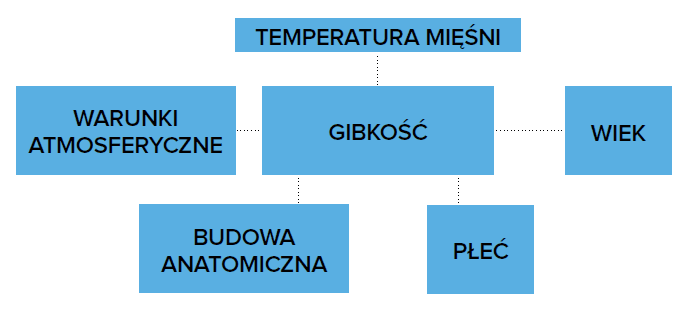 TEMPERATURA MIĘŚNI
WARUNKI
ATMOSFERYCZNE
GIBKOŚĆ
WIEK
BUDOWA
ANATOMICZNA
PŁEĆ